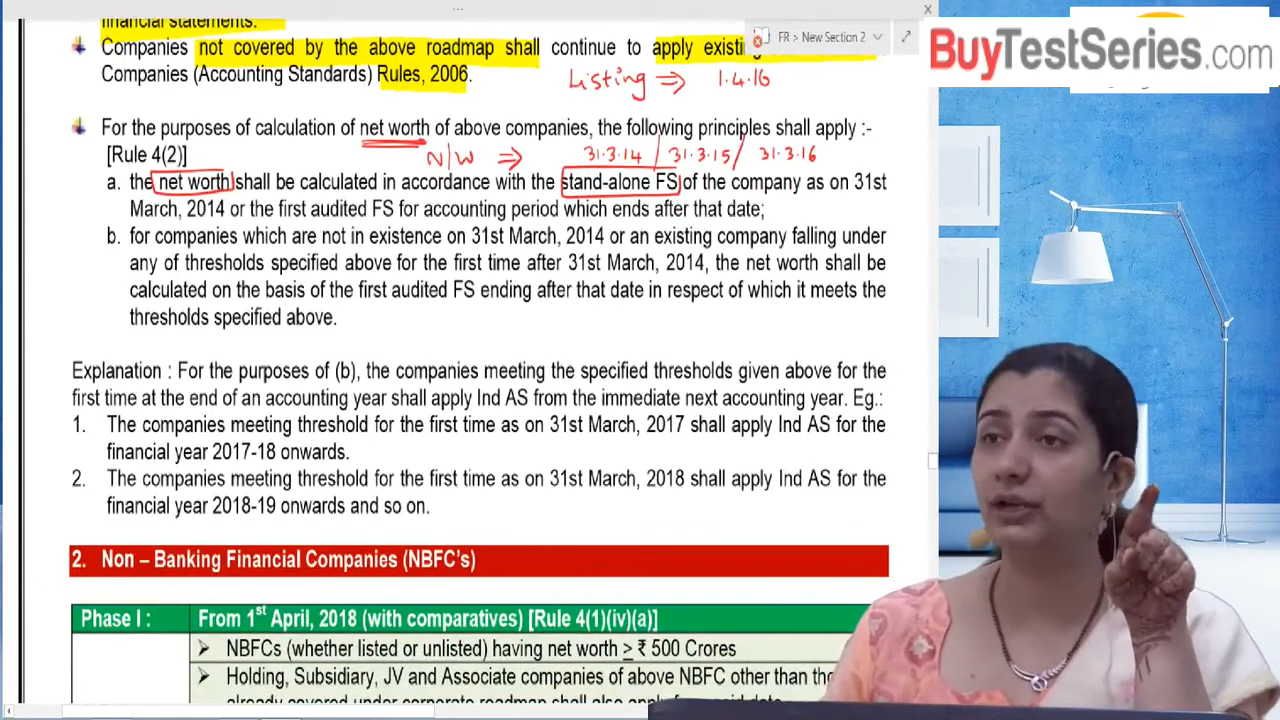 financial statements.
FR > New Section 2
BuyTestSeries.com
Companies not covered by the above roadmap shall continue to apply existing
Companies (Accounting Standards) Rules, 2006.
Listing ⇒ 1.4.16
For the purposes of calculation of net worth of above companies, the following principles shall apply :-
[Rule 4(2)]
N/W ⇒ 31.3.14 / 31.3.15 / 31.3.16
a. the net worth shall be calculated in accordance with the stand-alone FS of the company as on 31st
March, 2014 or the first audited FS for accounting period which ends after that date;
b. for companies which are not in existence on 31st March, 2014 or an existing company falling under
any of thresholds specified above for the first time after 31st March, 2014, the net worth shall be
calculated on the basis of the first audited FS ending after that date in respect of which it meets the
thresholds specified above.
Explanation : For the purposes of (b), the companies meeting the specified thresholds given above for the
first time at the end of an accounting year shall apply Ind AS from the immediate next accounting year. Eg.:
1. The companies meeting threshold for the first time as on 31st March, 2017 shall apply Ind AS for the
financial year 2017-18 onwards.
2. The companies meeting threshold for the first time as on 31st March, 2018 shall apply Ind AS for the
financial year 2018-19 onwards and so on.
2. Non – Banking Financial Companies (NBFC's)
Phase I : From 1st April, 2018 (with comparatives) [Rule 4(1)(iv)(a)]
➢ NBFCs (whether listed or unlisted) having net worth ≥ ₹ 500 Crores
➢ Holding, Subsidiary, JV and Associate companies of above NBFC other than
already covered under corporate roadmap shall also